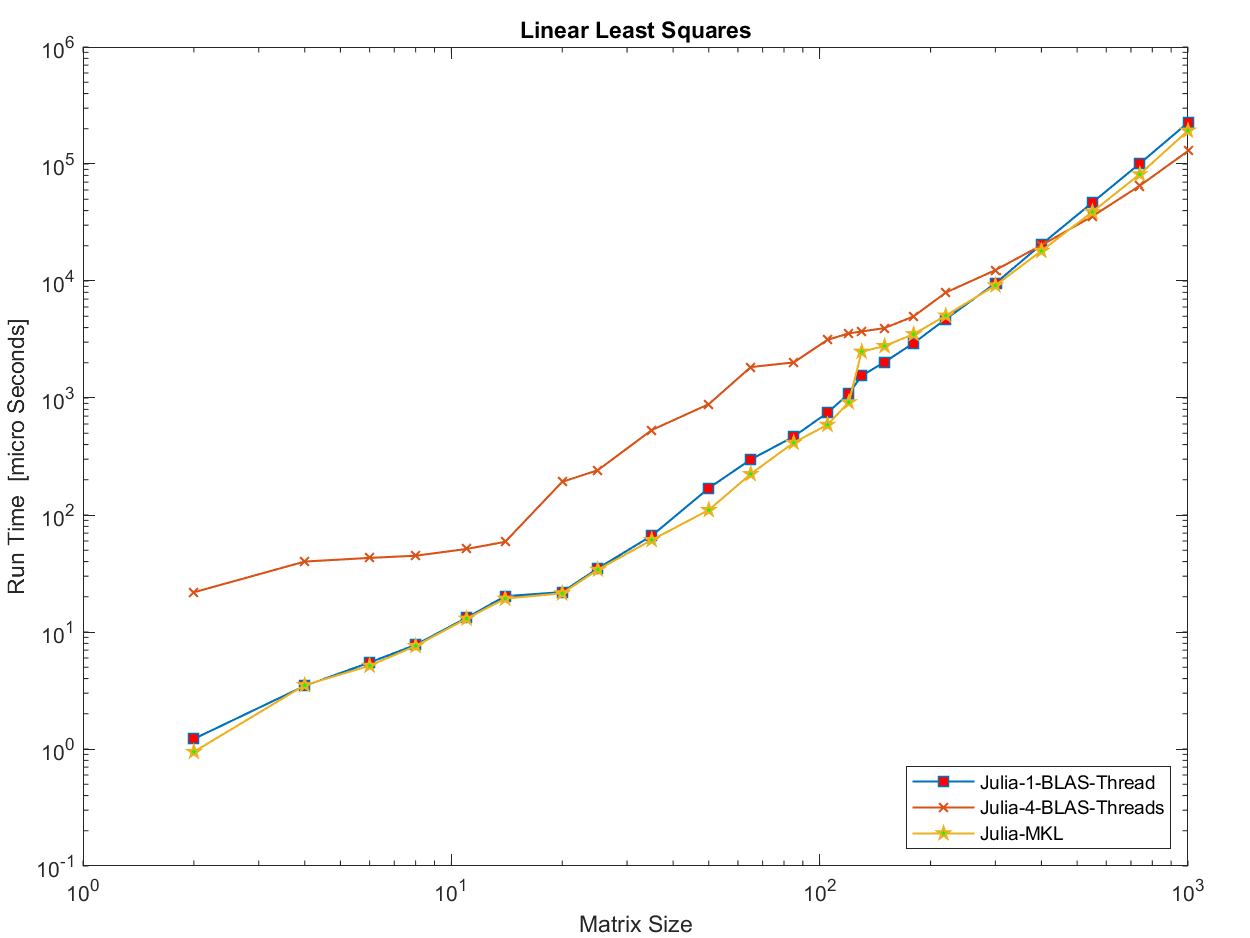 Linear Least Squares
10^6
10^5
10^4
10^3
10^2
10^1
10^0
10^-1
Run Time [micro Seconds]
10^0 10^1 10^2 10^3
Matrix Size
Julia-1-BLAS-Thread
Julia-4-BLAS-Threads
Julia-MKL